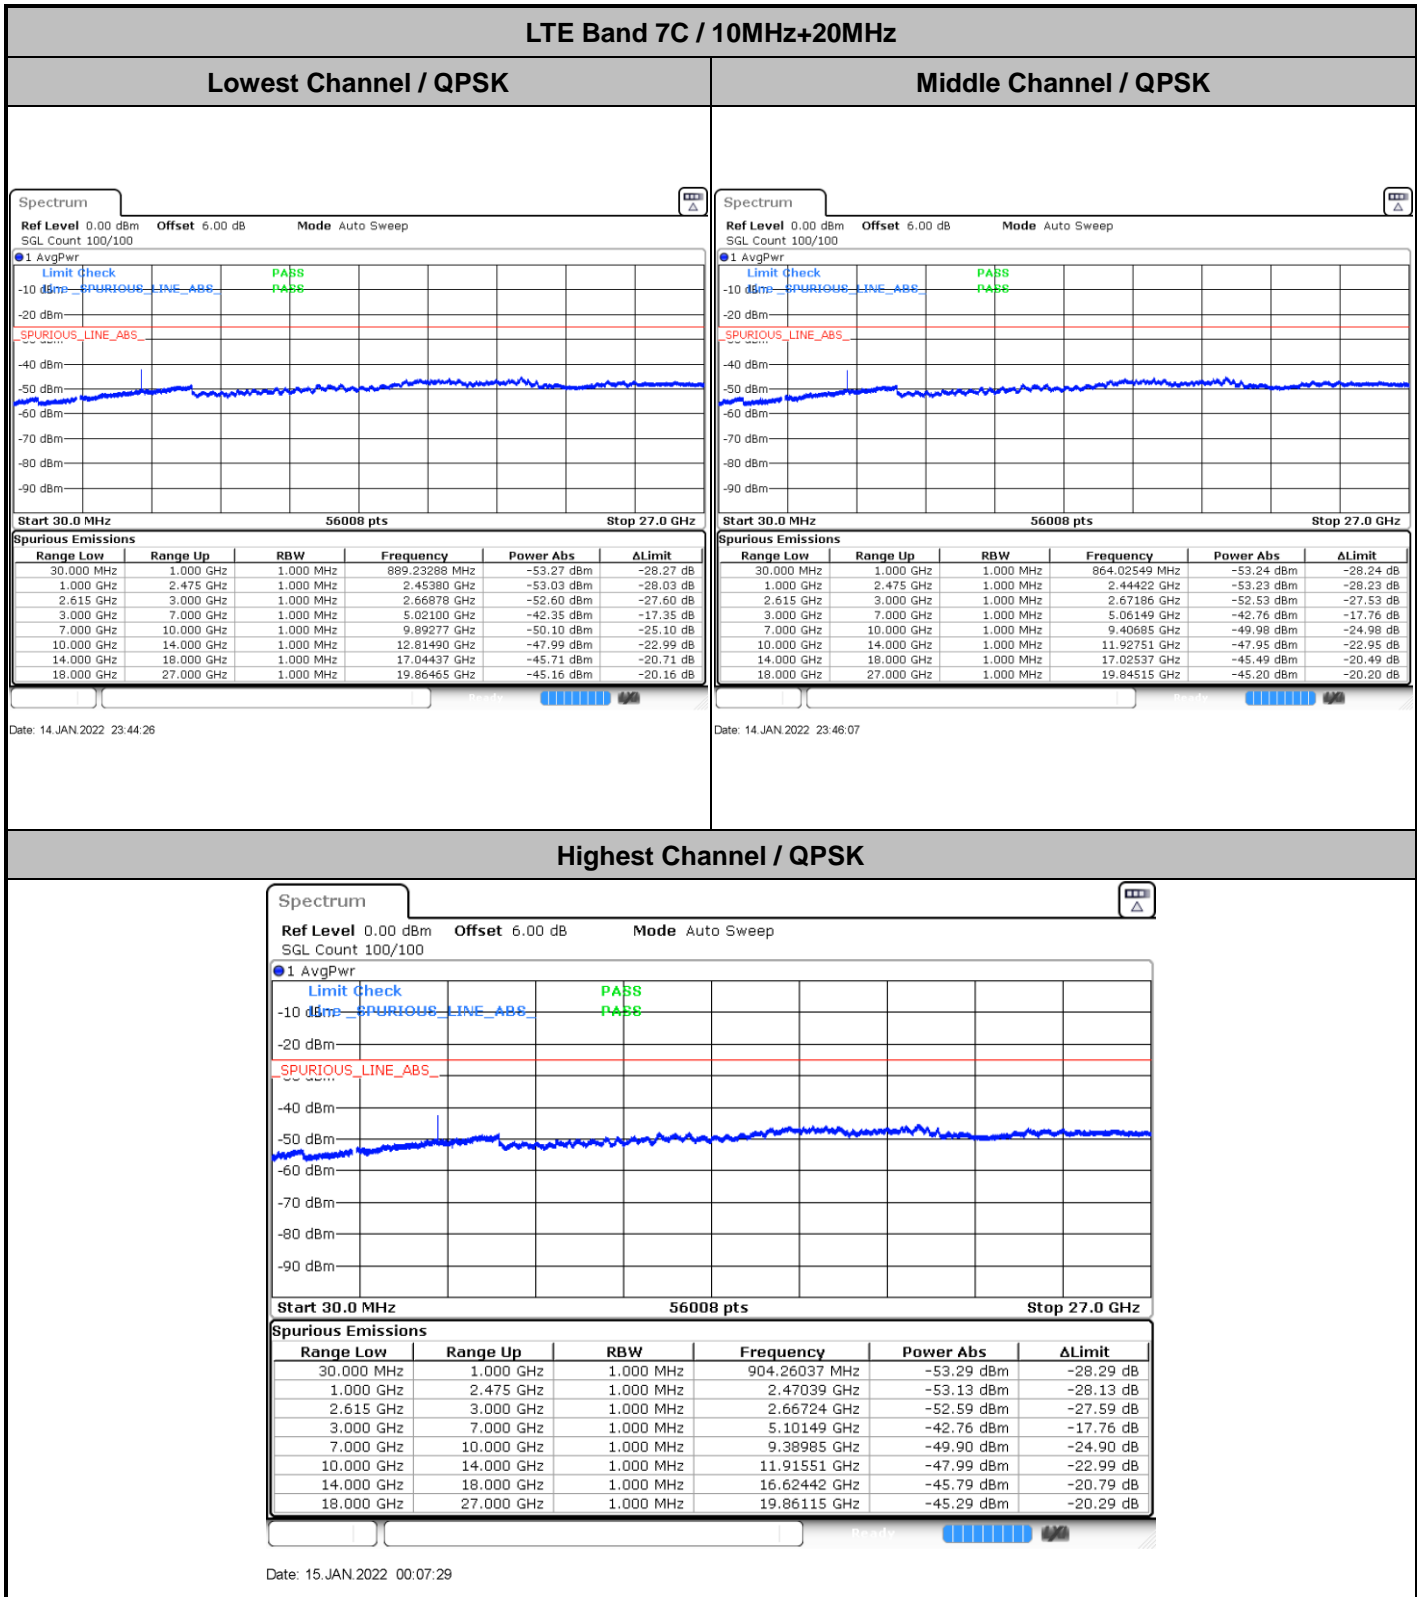 LTE Band 7C / 10MHz+20MHz
Lowest Channel / QPSK
Middle Channel / QPSK
Spectrum
Ref Level 0.00 dBm Offset 6.00 dB Mode Auto Sweep
SGL Count 100/100
1 AvgPwr
Limit Check PASS
Line _SPURIOUS_LINE_ABS_ PASS
-10 dBm
-20 dBm
_SPURIOUS_LINE_ABS_
-40 dBm
-50 dBm
-60 dBm
-70 dBm
-80 dBm
-90 dBm
Start 30.0 MHz 56008 pts Stop 27.0 GHz
Spurious Emissions
Range Low Range Up RBW Frequency Power Abs ΔLimit
30.000 MHz 1.000 GHz 1.000 MHz 889.23288 MHz -53.27 dBm -28.27 dB
1.000 GHz 2.475 GHz 1.000 MHz 2.45380 GHz -53.03 dBm -28.03 dB
2.615 GHz 3.000 GHz 1.000 MHz 2.66878 GHz -52.60 dBm -27.60 dB
3.000 GHz 7.000 GHz 1.000 MHz 5.02100 GHz -42.35 dBm -17.35 dB
7.000 GHz 10.000 GHz 1.000 MHz 9.89277 GHz -50.10 dBm -25.10 dB
10.000 GHz 14.000 GHz 1.000 MHz 12.81490 GHz -47.99 dBm -22.99 dB
14.000 GHz 18.000 GHz 1.000 MHz 17.04437 GHz -45.71 dBm -20.71 dB
18.000 GHz 27.000 GHz 1.000 MHz 19.86465 GHz -45.16 dBm -20.16 dB
Ready
Date: 14.JAN.2022 23:44:26
Spectrum
Ref Level 0.00 dBm Offset 6.00 dB Mode Auto Sweep
SGL Count 100/100
1 AvgPwr
Limit Check PASS
Line _SPURIOUS_LINE_ABS_ PASS
-10 dBm
-20 dBm
_SPURIOUS_LINE_ABS_
-40 dBm
-50 dBm
-60 dBm
-70 dBm
-80 dBm
-90 dBm
Start 30.0 MHz 56008 pts Stop 27.0 GHz
Spurious Emissions
Range Low Range Up RBW Frequency Power Abs ΔLimit
30.000 MHz 1.000 GHz 1.000 MHz 864.02549 MHz -53.24 dBm -28.24 dB
1.000 GHz 2.475 GHz 1.000 MHz 2.44422 GHz -53.23 dBm -28.23 dB
2.615 GHz 3.000 GHz 1.000 MHz 2.67186 GHz -52.53 dBm -27.53 dB
3.000 GHz 7.000 GHz 1.000 MHz 5.06149 GHz -42.76 dBm -17.76 dB
7.000 GHz 10.000 GHz 1.000 MHz 9.40685 GHz -49.98 dBm -24.98 dB
10.000 GHz 14.000 GHz 1.000 MHz 11.92751 GHz -47.95 dBm -22.95 dB
14.000 GHz 18.000 GHz 1.000 MHz 17.02537 GHz -45.49 dBm -20.49 dB
18.000 GHz 27.000 GHz 1.000 MHz 19.84515 GHz -45.20 dBm -20.20 dB
Ready
Date: 14.JAN.2022 23:46:07
Highest Channel / QPSK
Spectrum
Ref Level 0.00 dBm Offset 6.00 dB Mode Auto Sweep
SGL Count 100/100
1 AvgPwr
Limit Check PASS
Line _SPURIOUS_LINE_ABS_ PASS
-10 dBm
-20 dBm
_SPURIOUS_LINE_ABS_
-40 dBm
-50 dBm
-60 dBm
-70 dBm
-80 dBm
-90 dBm
Start 30.0 MHz 56008 pts Stop 27.0 GHz
Spurious Emissions
Range Low Range Up RBW Frequency Power Abs ΔLimit
30.000 MHz 1.000 GHz 1.000 MHz 904.26037 MHz -53.29 dBm -28.29 dB
1.000 GHz 2.475 GHz 1.000 MHz 2.47039 GHz -53.13 dBm -28.13 dB
2.615 GHz 3.000 GHz 1.000 MHz 2.66724 GHz -52.59 dBm -27.59 dB
3.000 GHz 7.000 GHz 1.000 MHz 5.10149 GHz -42.76 dBm -17.76 dB
7.000 GHz 10.000 GHz 1.000 MHz 9.38985 GHz -49.90 dBm -24.90 dB
10.000 GHz 14.000 GHz 1.000 MHz 11.91551 GHz -47.99 dBm -22.99 dB
14.000 GHz 18.000 GHz 1.000 MHz 16.62442 GHz -45.79 dBm -20.79 dB
18.000 GHz 27.000 GHz 1.000 MHz 19.86115 GHz -45.29 dBm -20.29 dB
Ready
Date: 15.JAN.2022 00:07:29